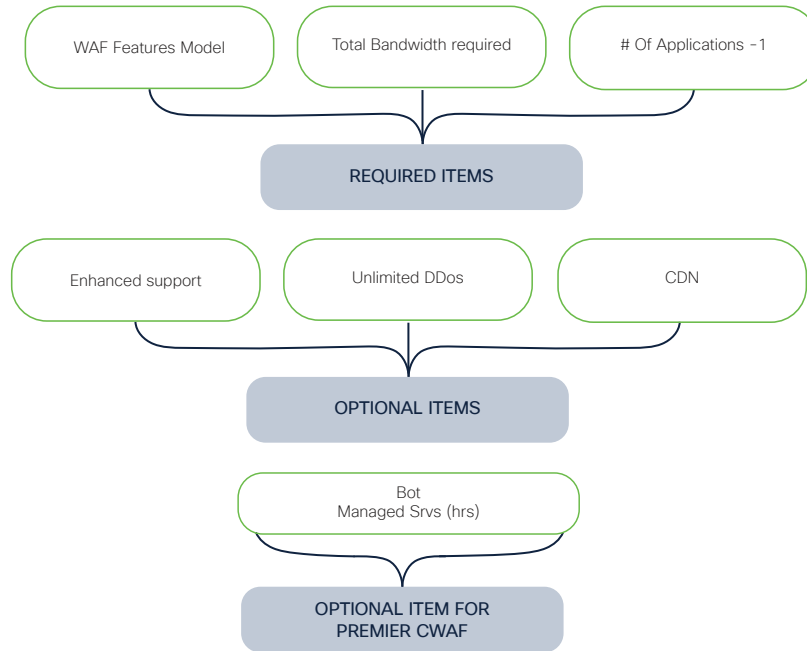 WAF Features Model
Total Bandwidth required
# Of Applications -1
REQUIRED ITEMS
Enhanced support
Unlimited DDos
CDN
OPTIONAL ITEMS
Bot
Managed Srvs (hrs)
OPTIONAL ITEM FOR
PREMIER CWAF